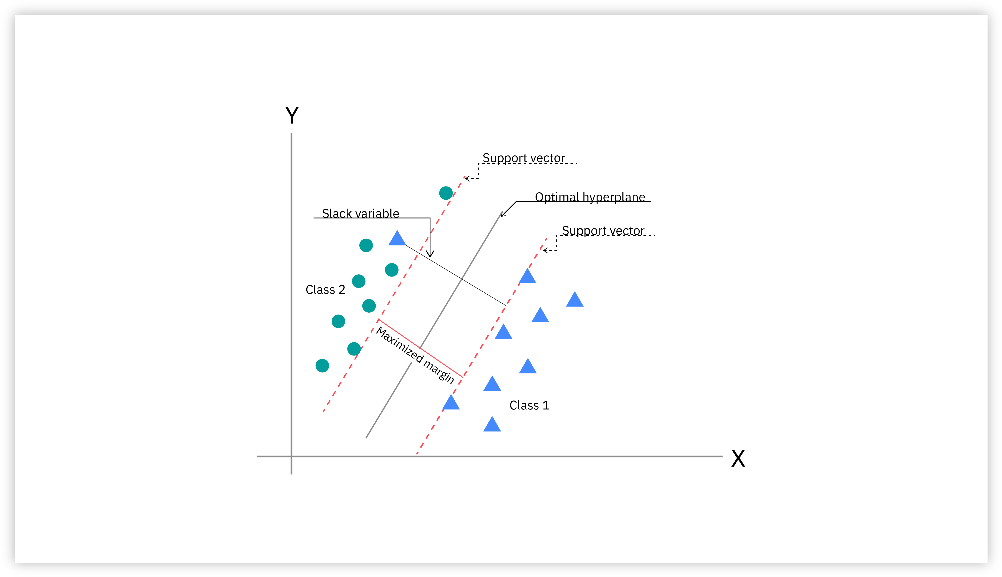 Y
Support vector
Optimal hyperplane
Slack variable
Support vector
Class 2
Maximized margin
Class 1
X